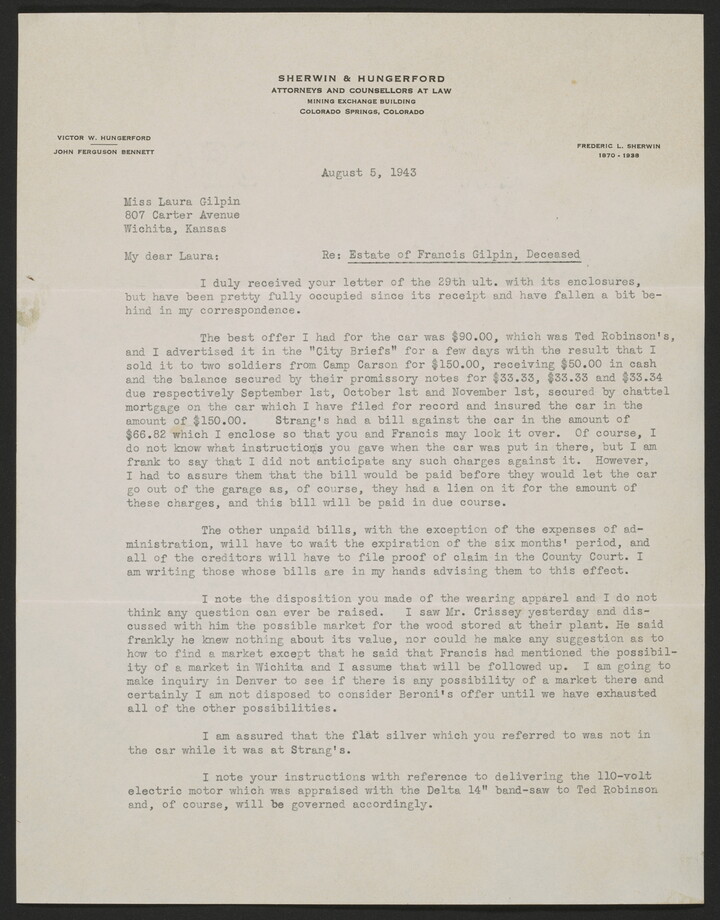 SHERWIN & HUNGERFORD
ATTORNEYS AND COUNSELLORS AT LAW
MINING EXCHANGE BUILDING
COLORADO SPRINGS, COLORADO
VICTOR W. HUNGERFORD
JOHN FERGUSON BENNETT
FREDERIC L. SHERWIN
1870 - 1938
August 5, 1943
Miss Laura Gilpin
807 Carter Avenue
Wichita, Kansas
My dear Laura: Re: Estate of Francis Gilpin, Deceased
I duly received your letter of the 29th ult. with its enclosures,
but have been pretty fully occupied since its receipt and have fallen a bit be-
hind in my correspondence.
The best offer I had for the car was $90.00, which was Ted Robinson's,
and I advertised it in the "City Briefs" for a few days with the result that I
sold it to two soldiers from Camp Carson for $150.00, receiving $50.00 in cash
and the balance secured by their promissory notes for $33.33, $33.33 and $33.34
due respectively September 1st, October 1st and November 1st, secured by chattel
mortgage on the car which I have filed for record and insured the car in the
amount of $150.00. Strang's had a bill against the car in the amount of
$66.82 which I enclose so that you and Francis may look it over. Of course, I
do not know what instructions you gave when the car was put in there, but I am
frank to say that I did not anticipate any such charges against it. However,
I had to assure them that the bill would be paid before they would let the car
go out of the garage as, of course, they had a lien on it for the amount of
these charges, and this bill will be paid in due course.
The other unpaid bills, with the exception of the expenses of ad-
ministration, will have to wait the expiration of the six months' period, and
all of the creditors will have to file proof of claim in the County Court. I
am writing those whose bills are in my hands advising them to this effect.
I note the disposition you made of the wearing apparel and I do not
think any question can ever be raised. I saw Mr. Crissey yesterday and dis-
cussed with him the possible market for the wood stored at their plant. He said
frankly he knew nothing about its value, nor could he make any suggestion as to
how to find a market except that he said that Francis had mentioned the possibil-
ity of a market in Wichita and I assume that will be followed up. I am going to
make inquiry in Denver to see if there is any possibility of a market there and
certainly I am not disposed to consider Beroni's offer until we have exhausted
all of the other possibilities.
I am assured that the flat silver which you referred to was not in
the car while it was at Strang's.
I note your instructions with reference to delivering the 110-volt
electric motor which was appraised with the Delta 14" band-saw to Ted Robinson
and, of course, will be governed accordingly.